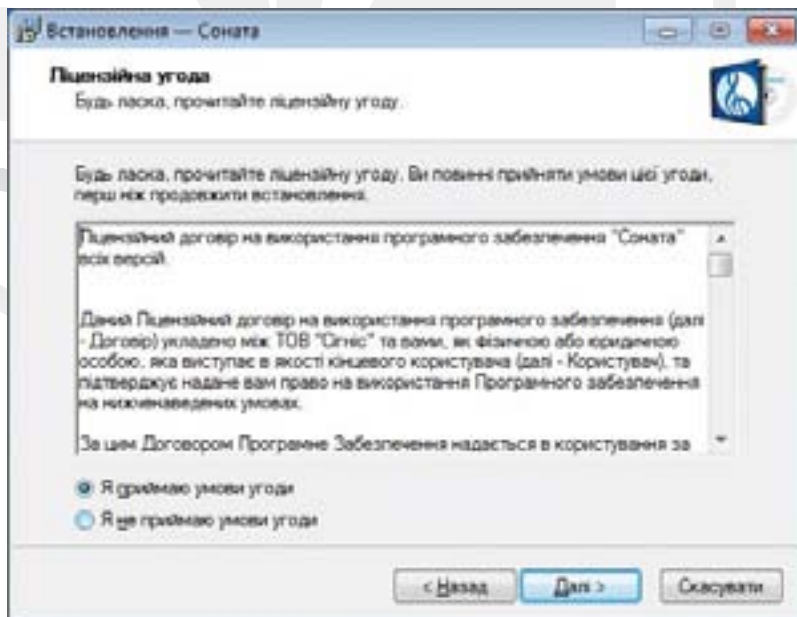 Встановлення — Соната
Ліцензійна угода
Будь ласка, прочитайте ліцензійну угоду.
Будь ласка, прочитайте ліцензійну угоду. Ви повинні прийняти умови цієї угоди,
перш ніж продовжити встановлення.
Ліцензійний договір на використання програмного забезпечення "Соната"
всіх версій.
Даний Ліцензійний договір на використання програмного забезпечення (далі
- Договір) укладено між ТОВ "Сігніс" та вами, як фізичною або юридичною
особою, яка виступає в якості кінцевого користувача (далі - Користувач), та
підтверджує надане вам право на використання Програмного забезпечення
на нижченаведених умовах.
За цим Договором Програмне Забезпечення надається в користування за
Я приймаю умови угоди
Я не приймаю умови угоди
< Назад
Далі >
Скасувати